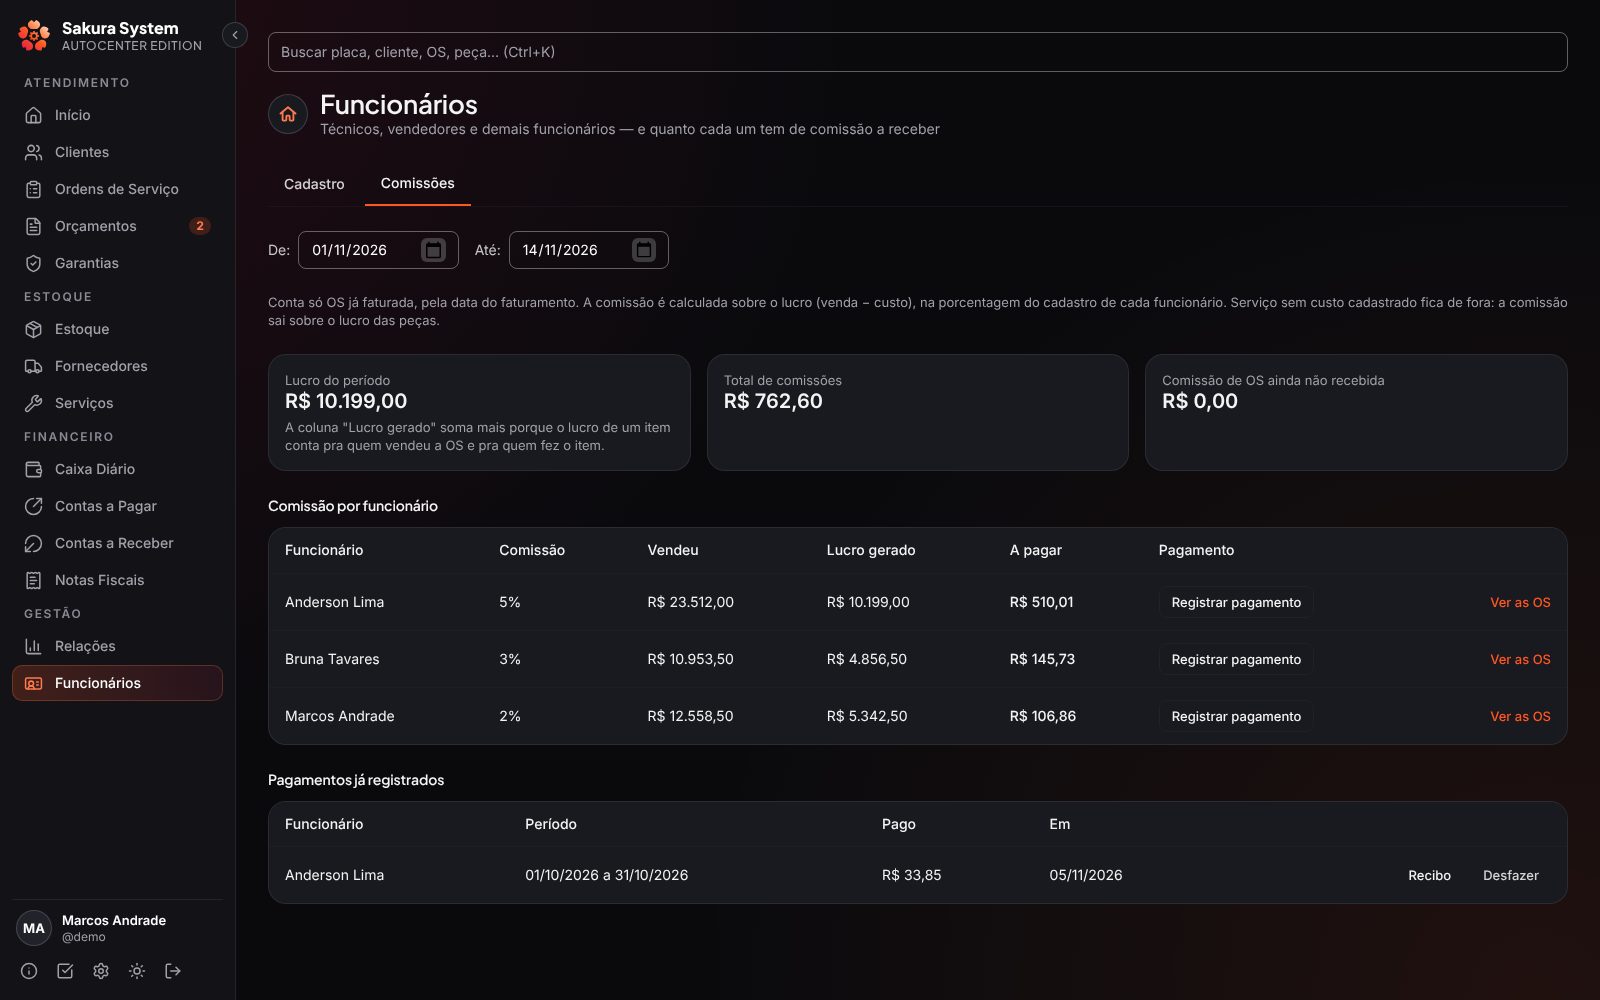 Sakura System
AUTOCENTER EDITION
ATENDIMENTO
Início
Clientes
Ordens de Serviço
Orçamentos 2
Garantias
ESTOQUE
Estoque
Fornecedores
Serviços
FINANCEIRO
Caixa Diário
Contas a Pagar
Contas a Receber
Notas Fiscais
GESTÃO
Relações
Funcionários
MA
Marcos Andrade
@demo
Buscar placa, cliente, OS, peça... (Ctrl+K)
Funcionários
Técnicos, vendedores e demais funcionários — e quanto cada um tem de comissão a receber
Cadastro Comissões
De: 01/11/2026 Até: 14/11/2026
Conta só OS já faturada, pela data do faturamento. A comissão é calculada sobre o lucro (venda − custo), na porcentagem do cadastro de cada funcionário. Serviço sem custo cadastrado fica de fora: a comissão
sai sobre o lucro das peças.
Lucro do período
R$ 10.199,00
A coluna "Lucro gerado" soma mais porque o lucro de um item
conta pra quem vendeu a OS e pra quem fez o item.
Total de comissões
R$ 762,60
Comissão de OS ainda não recebida
R$ 0,00
Comissão por funcionário
Funcionário Comissão Vendeu Lucro gerado A pagar Pagamento
Anderson Lima 5% R$ 23.512,00 R$ 10.199,00 R$ 510,01 Registrar pagamento Ver as OS
Bruna Tavares 3% R$ 10.953,50 R$ 4.856,50 R$ 145,73 Registrar pagamento Ver as OS
Marcos Andrade 2% R$ 12.558,50 R$ 5.342,50 R$ 106,86 Registrar pagamento Ver as OS
Pagamentos já registrados
Funcionário Período Pago Em
Anderson Lima 01/10/2026 a 31/10/2026 R$ 33,85 05/11/2026 Recibo Desfazer